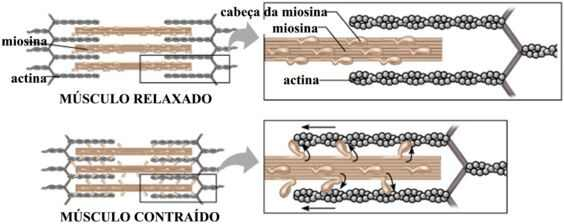 miosina
actina
MÚSCULO RELAXADO
cabeça da miosina
miosina
actina
MÚSCULO CONTRAÍDO